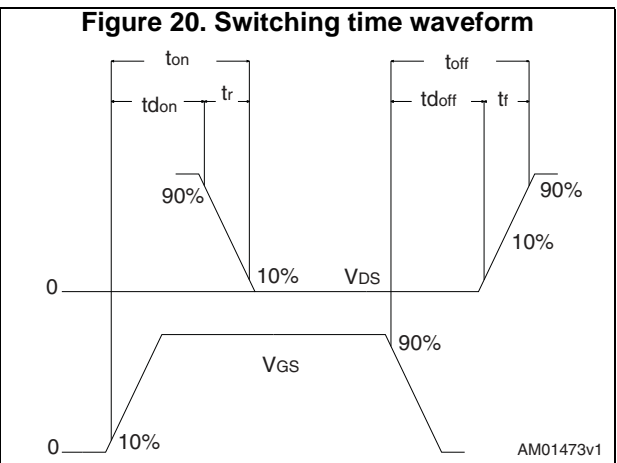 Figure 20. Switching time waveform
ton
toff
tdon
tr
tdoff
tf
90%
90%
10%
10%
0
VDS
90%
VGS
0
10%
AM01473v1